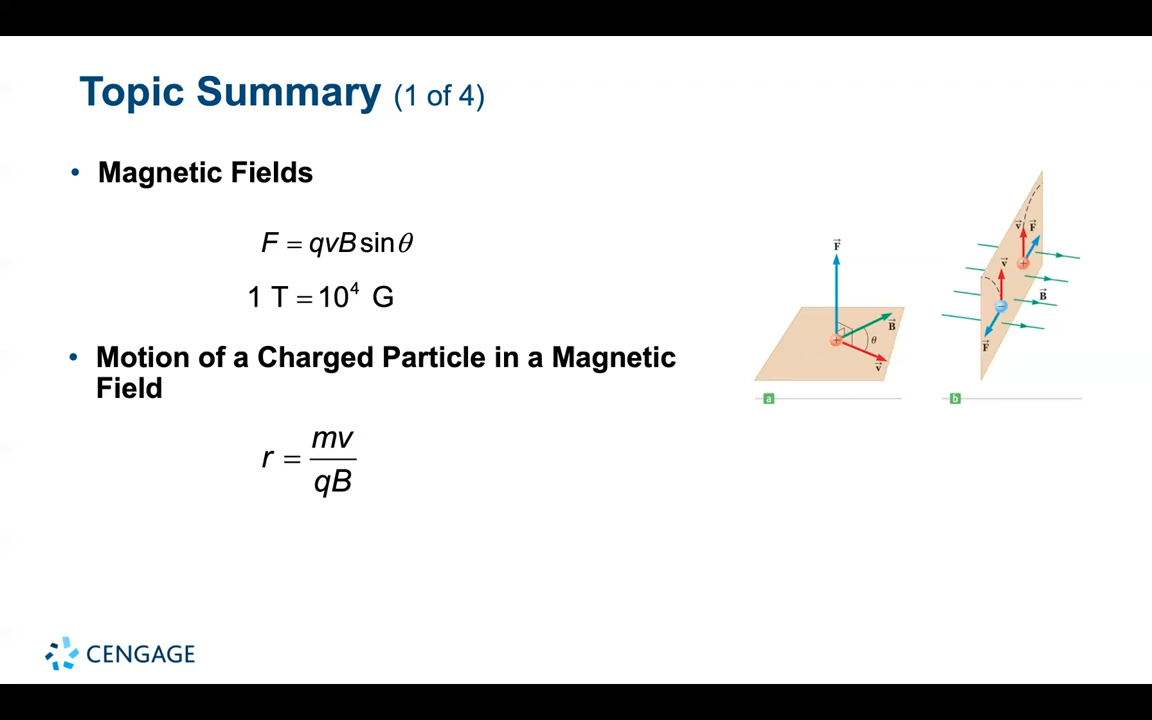 Topic Summary (1 of 4)
• Magnetic Fields
F = qvB sin θ
1 T = 10⁴ G
• Motion of a Charged Particle in a Magnetic
Field
r = mv/qB
F⃗
B⃗
θ
+
v⃗
a
v⃗ F⃗
+
v⃗
B⃗
−
F⃗
b
CENGAGE